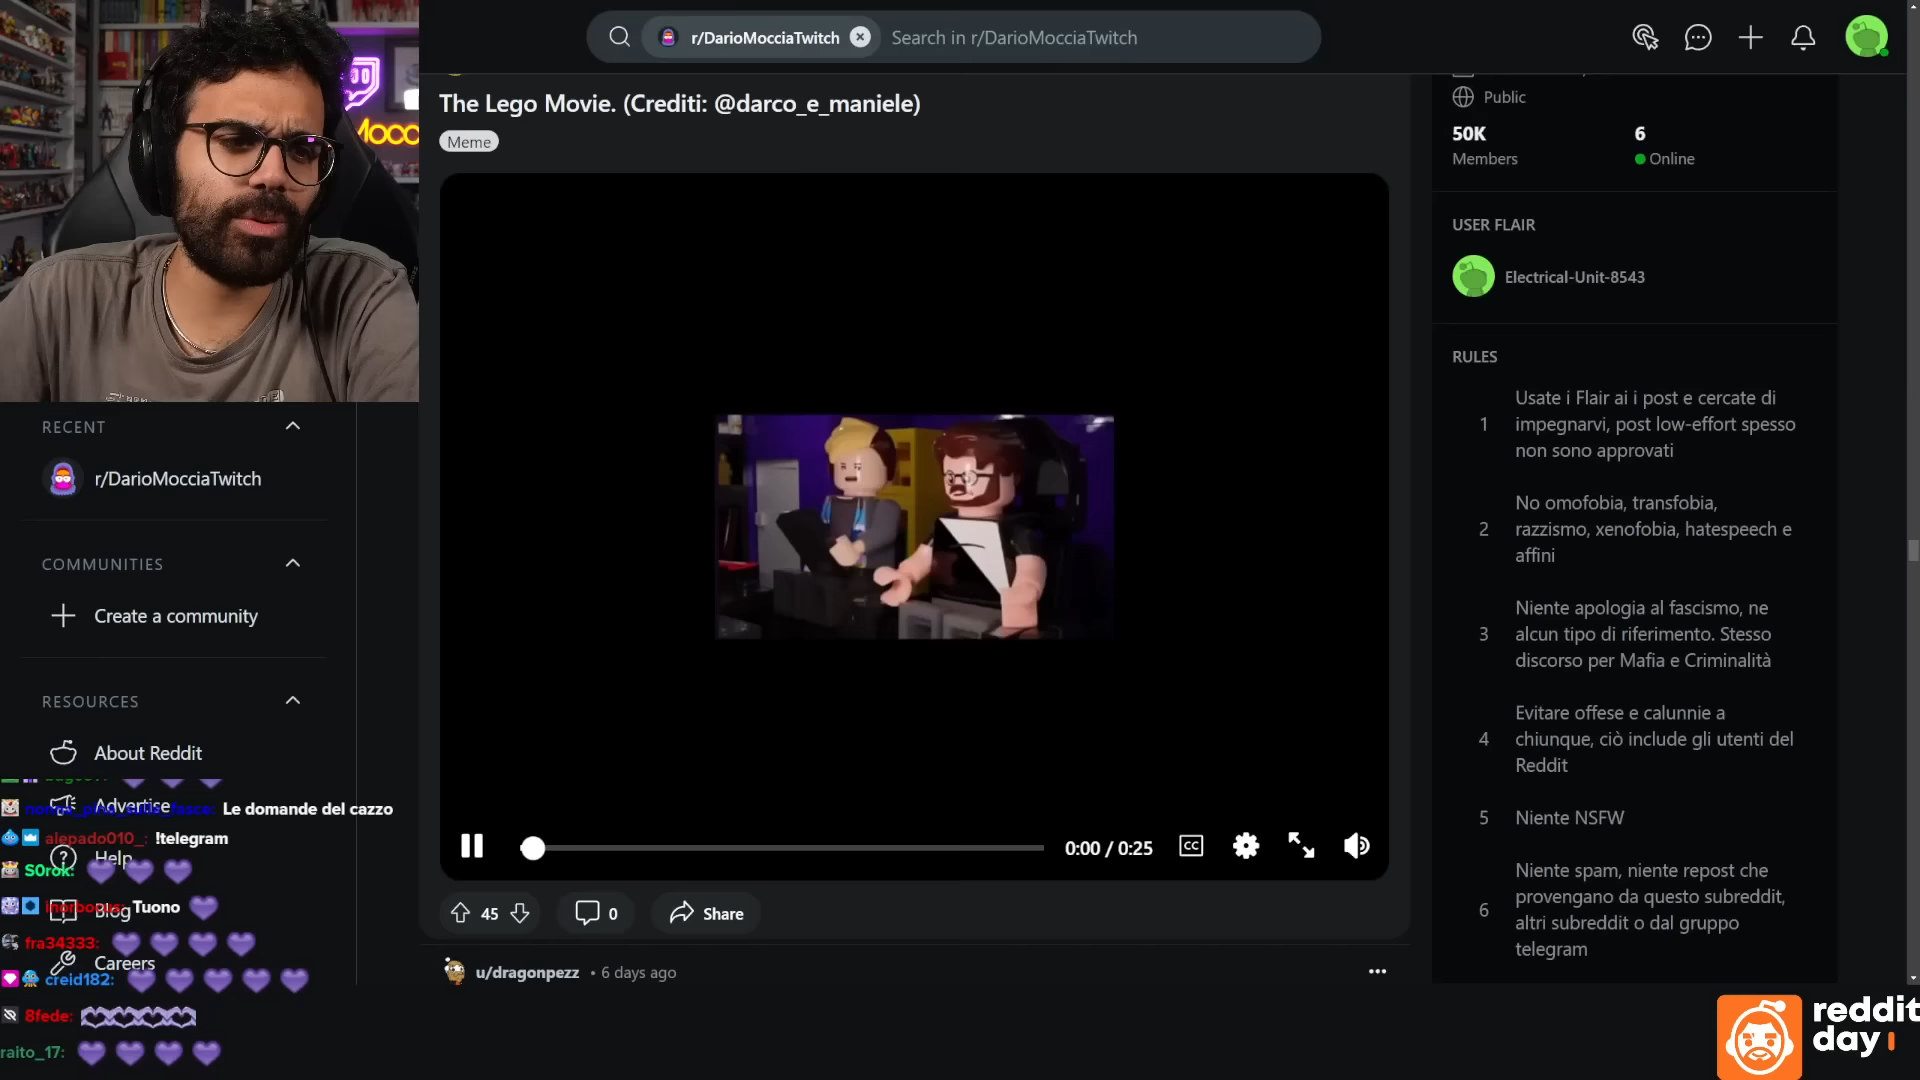 r/DarioMocciaTwitch
Search in r/DarioMocciaTwitch
The Lego Movie. (Crediti: @darco_e_maniele)
Meme
Public
50K
Members
6
Online
USER FLAIR
Electrical-Unit-8543
RULES
1
Usate i Flair ai i post e cercate di
impegnarvi, post low-effort spesso
non sono approvati
2
No omofobia, transfobia,
razzismo, xenofobia, hatespeech e
affini
3
Niente apologia al fascismo, ne
alcun tipo di riferimento. Stesso
discorso per Mafia e Criminalità
4
Evitare offese e calunnie a
chiunque, ciò include gli utenti del
Reddit
5
Niente NSFW
6
Niente spam, niente repost che
provengano da questo subreddit,
altri subreddit o dal gruppo
telegram
RECENT
r/DarioMocciaTwitch
COMMUNITIES
Create a community
RESOURCES
About Reddit
Advertise
Help
Blog
Careers
Le domande del cazzo
alepado010_: !telegram
S0rok:
Tuono
fra34333:
creid182:
8fede:
raito_17:
0:00 / 0:25
CC
45
0
Share
u/dragonpezz • 6 days ago
reddit
day